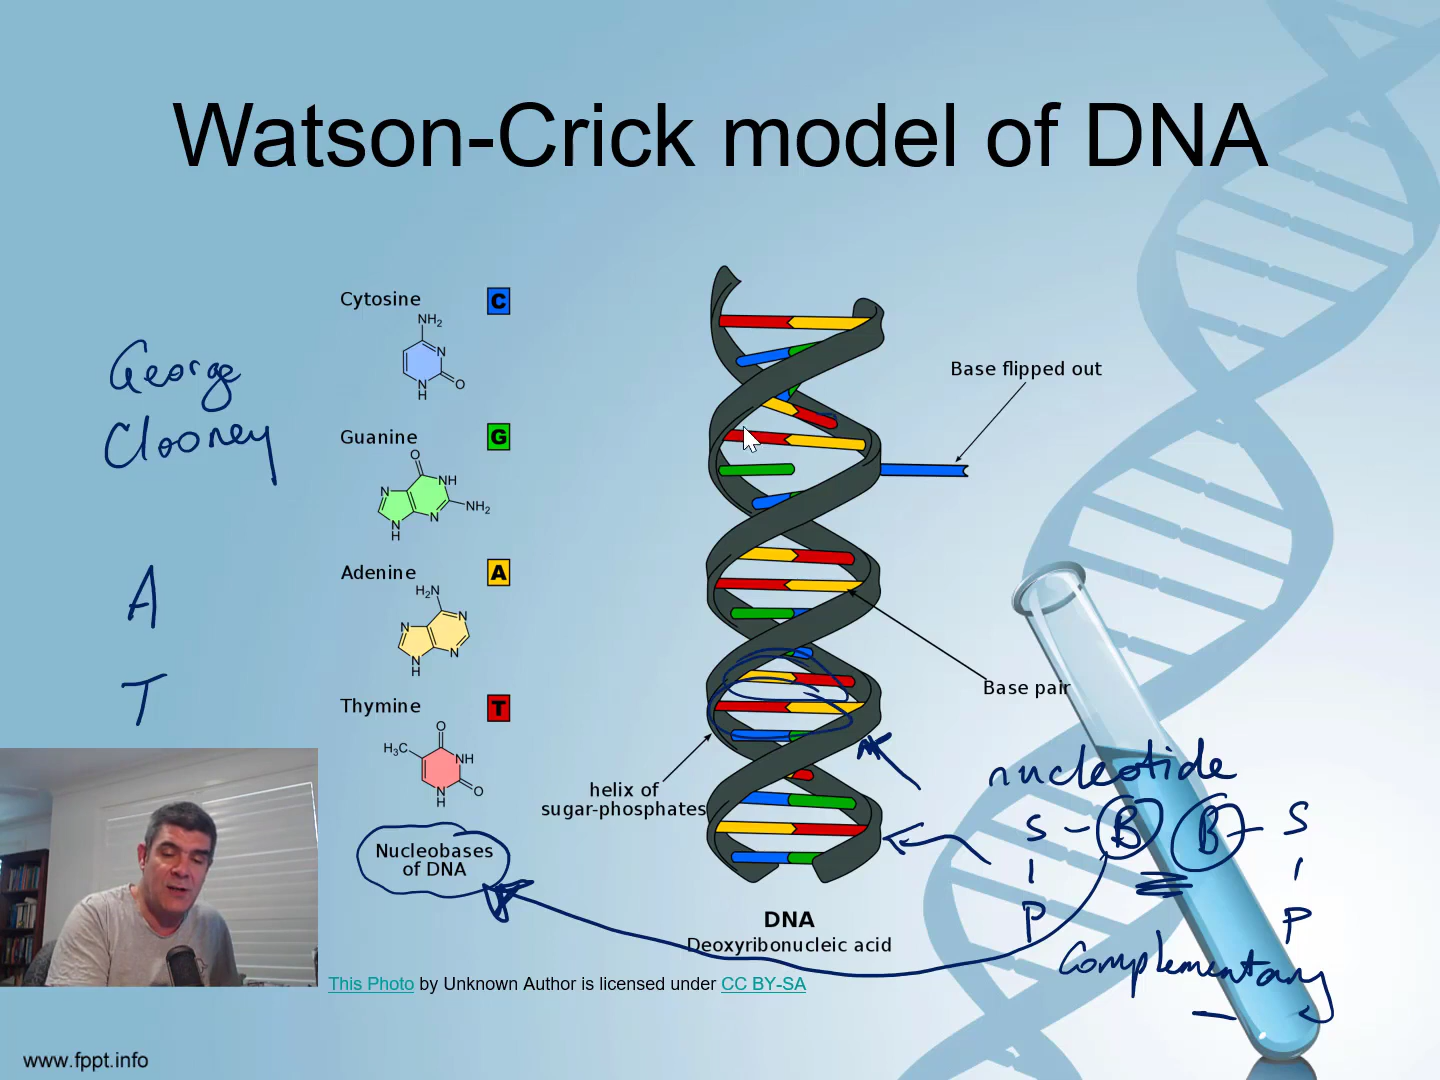 Watson-Crick model of DNA
George
Clooney
A
T
Cytosine
C
NH2
N
N
H
O
Guanine
G
O
N
NH
N
H
N
NH2
Adenine
A
H2N
N
N
N
H
N
Thymine
T
O
H3C
NH
N
H
O
Nucleobases
of DNA
Base flipped out
Base pair
helix of
sugar-phosphates
DNA
Deoxyribonucleic acid
nucleotide
S - B B - S
P P
Complementary
This Photo by Unknown Author is licensed under CC BY-SA
www.fppt.info